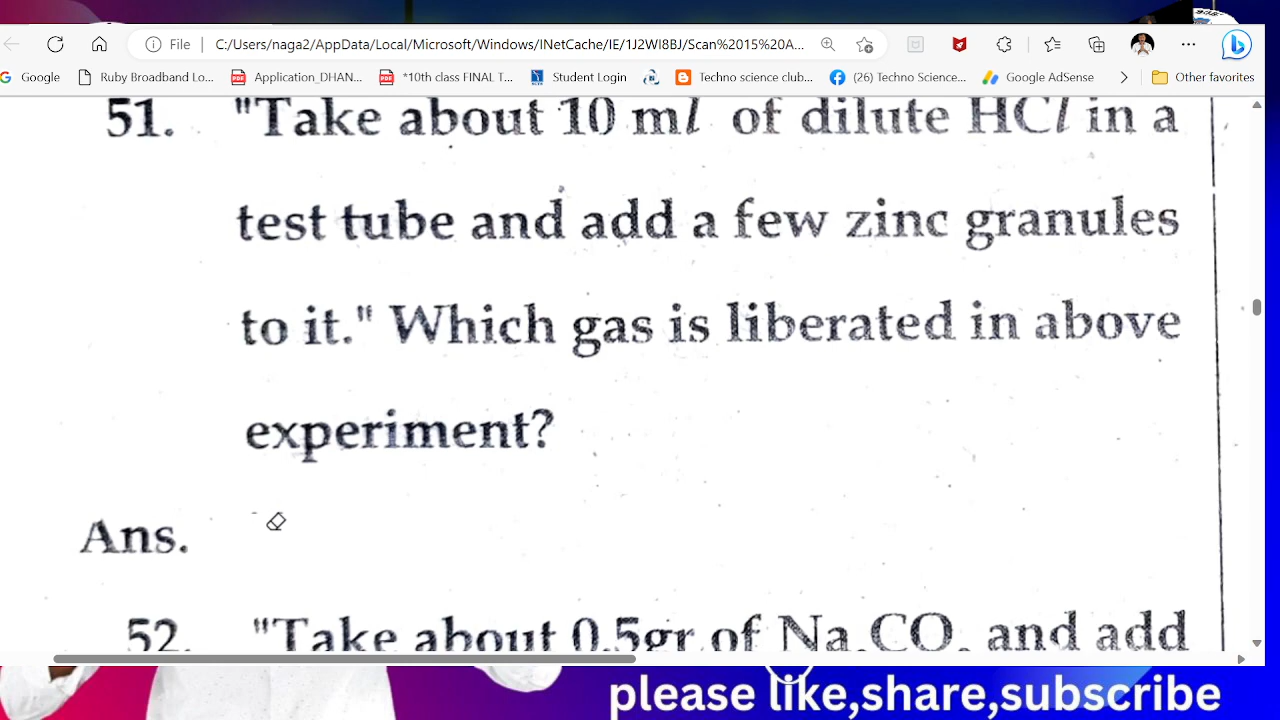 File
C:/Users/naga2/AppData/Local/Microsoft/Windows/INetCache/IE/1J2WI8BJ/Scan%2015%20A...
Google
Ruby Broadband Lo...
Application_DHAN...
*10th class FINAL T...
Student Login
Techno science club...
(26) Techno Science...
Google AdSense
Other favorites
51. "Take about 10 ml of dilute HCl in a
test tube and add a few zinc granules
to it." Which gas is liberated in above
experiment?
Ans.
52. "Take about 0.5gr of Na CO and add
please like,share,subscribe